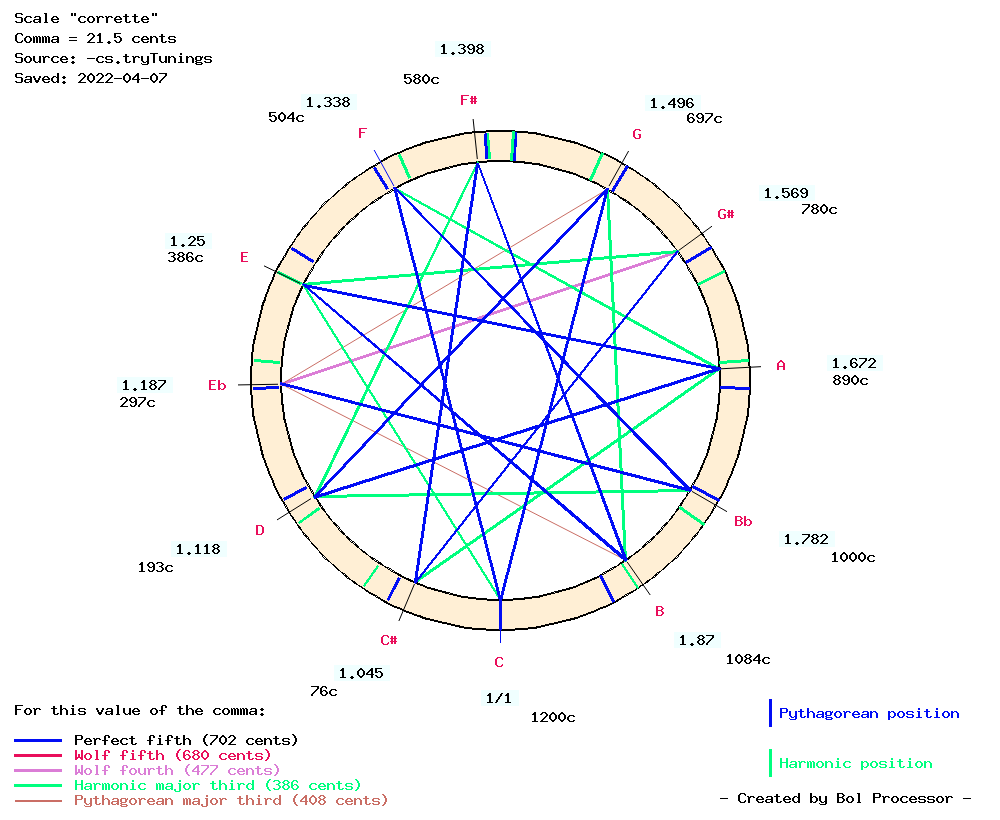 Scale "corrette"
Comma = 21.5 cents
Source: -cs.tryTunings
Saved: 2022-04-07
1.398
580c
F#
1.338
504c
F
1.496
697c
G
1.569
780c
G#
1.25
386c
E
1.187
297c
Eb
A
1.672
890c
D
1.118
193c
Bb
1.782
1000c
C#
1.045
76c
C
1/1
1200c
B
1.87
1084c
For this value of the comma:
Perfect fifth (702 cents)
Wolf fifth (680 cents)
Wolf fourth (477 cents)
Harmonic major third (386 cents)
Pythagorean major third (408 cents)
Pythagorean position
Harmonic position
- Created by Bol Processor -